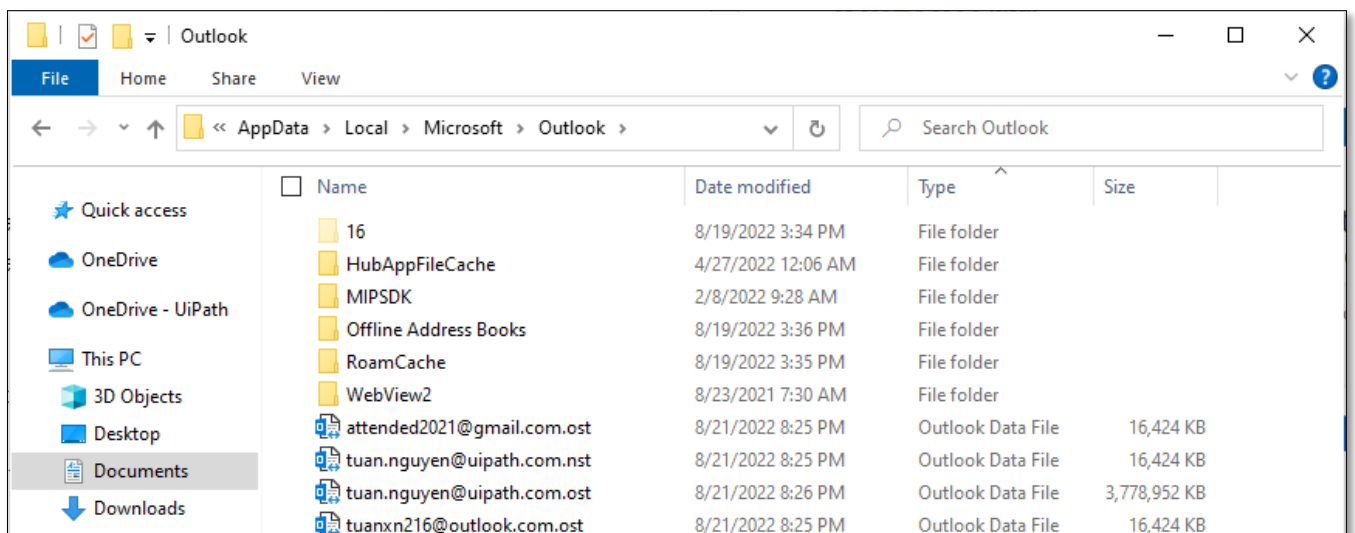 Outlook
File Home Share View
« AppData > Local > Microsoft > Outlook > Search Outlook
Name Date modified Type Size
Quick access
OneDrive
OneDrive - UiPath
This PC
3D Objects
Desktop
Documents
Downloads
16 8/19/2022 3:34 PM File folder
HubAppFileCache 4/27/2022 12:06 AM File folder
MIPSDK 2/8/2022 9:28 AM File folder
Offline Address Books 8/19/2022 3:36 PM File folder
RoamCache 8/19/2022 3:35 PM File folder
WebView2 8/23/2021 7:30 AM File folder
attended2021@gmail.com.ost 8/21/2022 8:25 PM Outlook Data File 16,424 KB
tuan.nguyen@uipath.com.nst 8/21/2022 8:25 PM Outlook Data File 16,424 KB
tuan.nguyen@uipath.com.ost 8/21/2022 8:26 PM Outlook Data File 3,778,952 KB
tuanxn216@outlook.com.ost 8/21/2022 8:25 PM Outlook Data File 16,424 KB